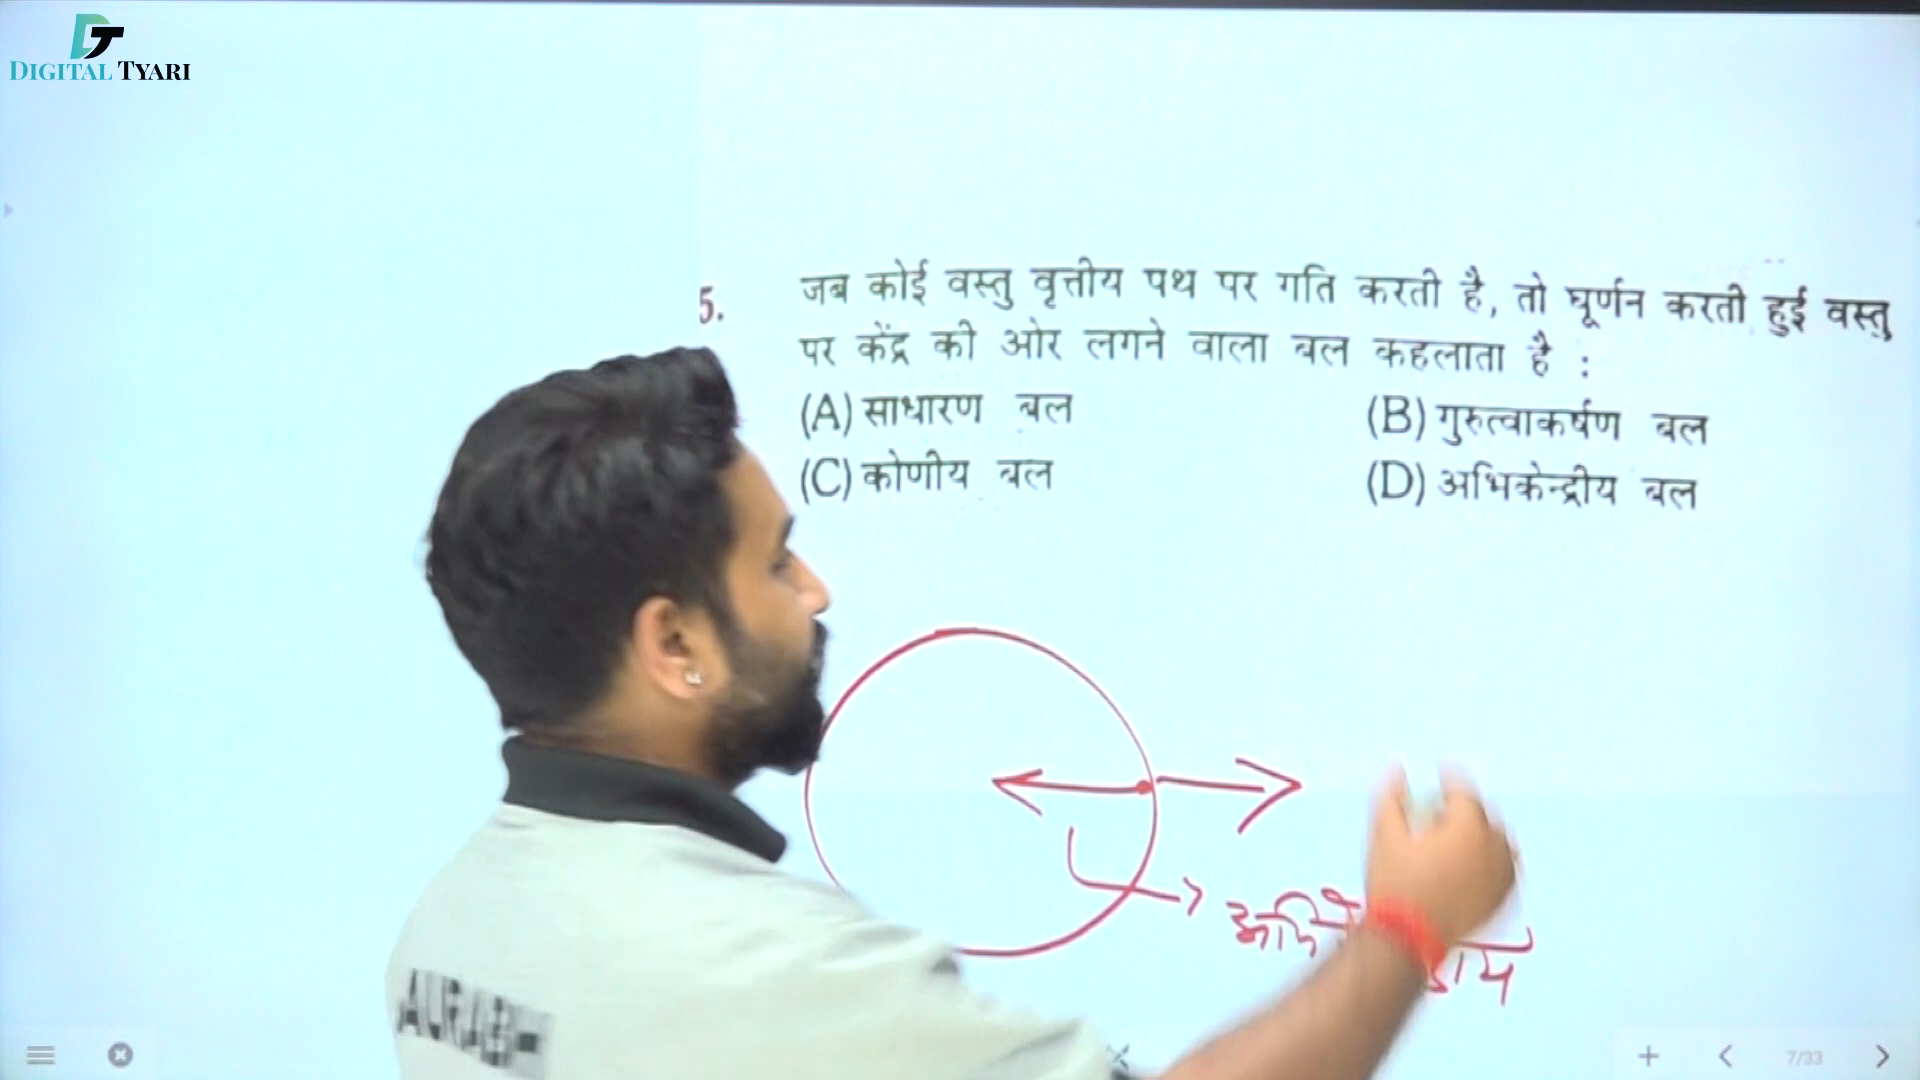 DT
DIGITAL TYARI
5. जब कोई वस्तु वृत्तीय पथ पर गति करती है, तो घूर्णन करती हुई वस्तु
पर केंद्र की ओर लगने वाला बल कहलाता है :
(A) साधारण बल (B) गुरुत्वाकर्षण बल
(C) कोणीय बल (D) अभिकेन्द्रीय बल
7/33